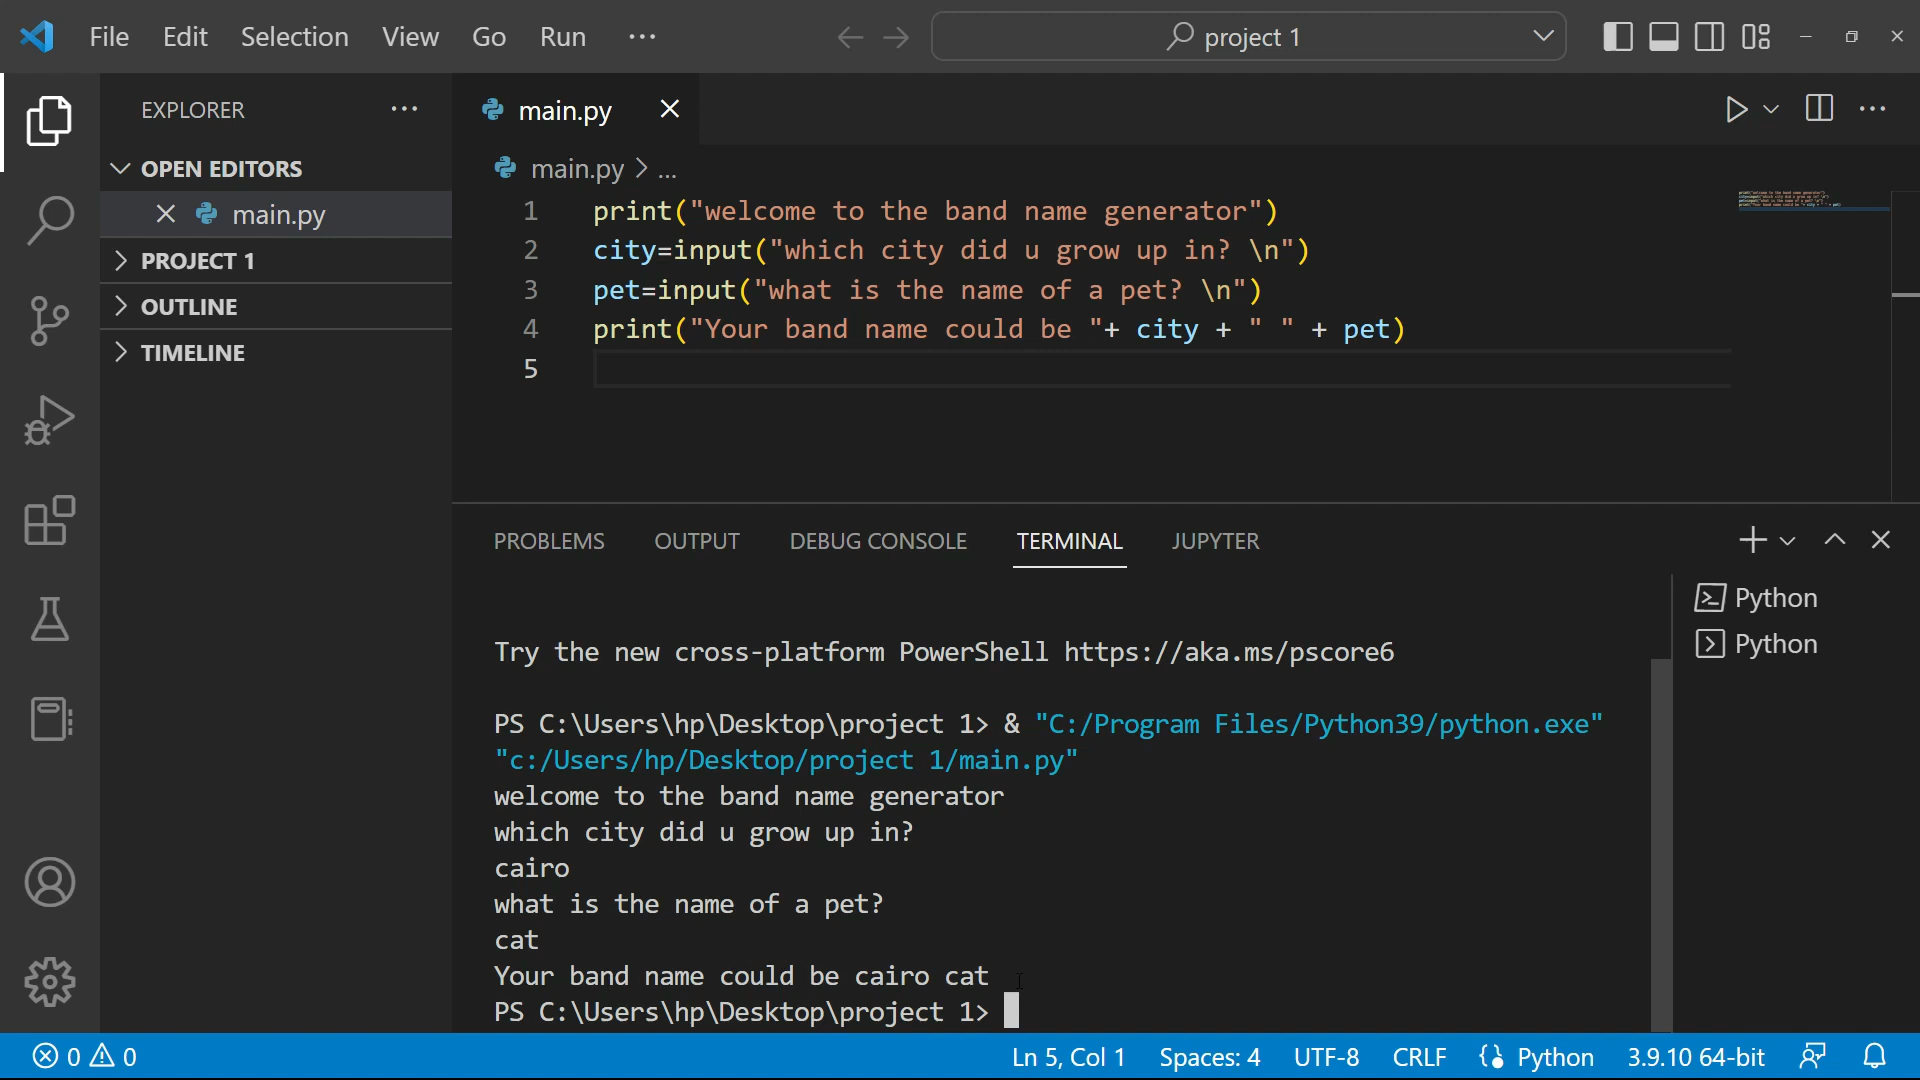 File Edit Selection View Go Run ··· project 1
EXPLORER ···
OPEN EDITORS
main.py
PROJECT 1
OUTLINE
TIMELINE
main.py
main.py > ...
1 print("welcome to the band name generator")
2 city=input("which city did u grow up in? \n")
3 pet=input("what is the name of a pet? \n")
4 print("Your band name could be "+ city + " " + pet)
5
PROBLEMS OUTPUT DEBUG CONSOLE TERMINAL JUPYTER
Python
Python
Try the new cross-platform PowerShell https://aka.ms/pscore6
PS C:\Users\hp\Desktop\project 1> & "C:/Program Files/Python39/python.exe"
"c:/Users/hp/Desktop/project 1/main.py"
welcome to the band name generator
which city did u grow up in?
cairo
what is the name of a pet?
cat
Your band name could be cairo cat
PS C:\Users\hp\Desktop\project 1>
0 0 Ln 5, Col 1 Spaces: 4 UTF-8 CRLF Python 3.9.10 64-bit